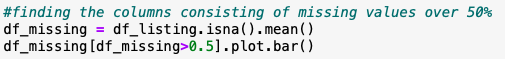 #finding the columns consisting of missing values over 50%
df_missing = df_listing.isna().mean()
df_missing[df_missing>0.5].plot.bar()